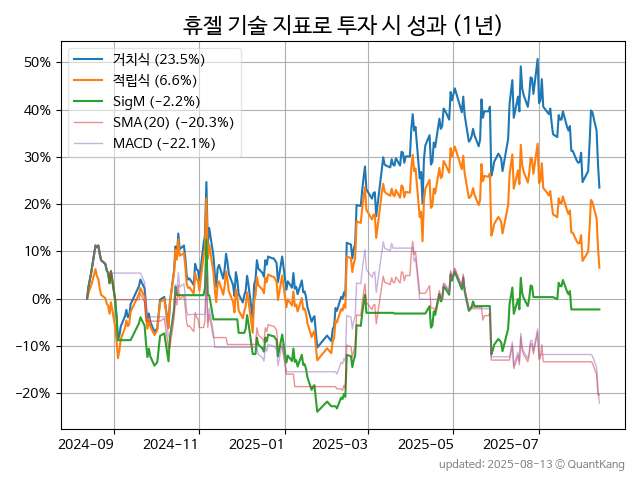 휴젤 기술 지표로 투자 시 성과 (1년)
50%
40%
30%
20%
10%
0%
−10%
−20%
거치식 (23.5%)
적립식 (6.6%)
SigM (−2.2%)
SMA(20) (−20.3%)
MACD (−22.1%)
2024-09
2024-11
2025-01
2025-03
2025-05
2025-07
updated: 2025-08-13 © QuantKang